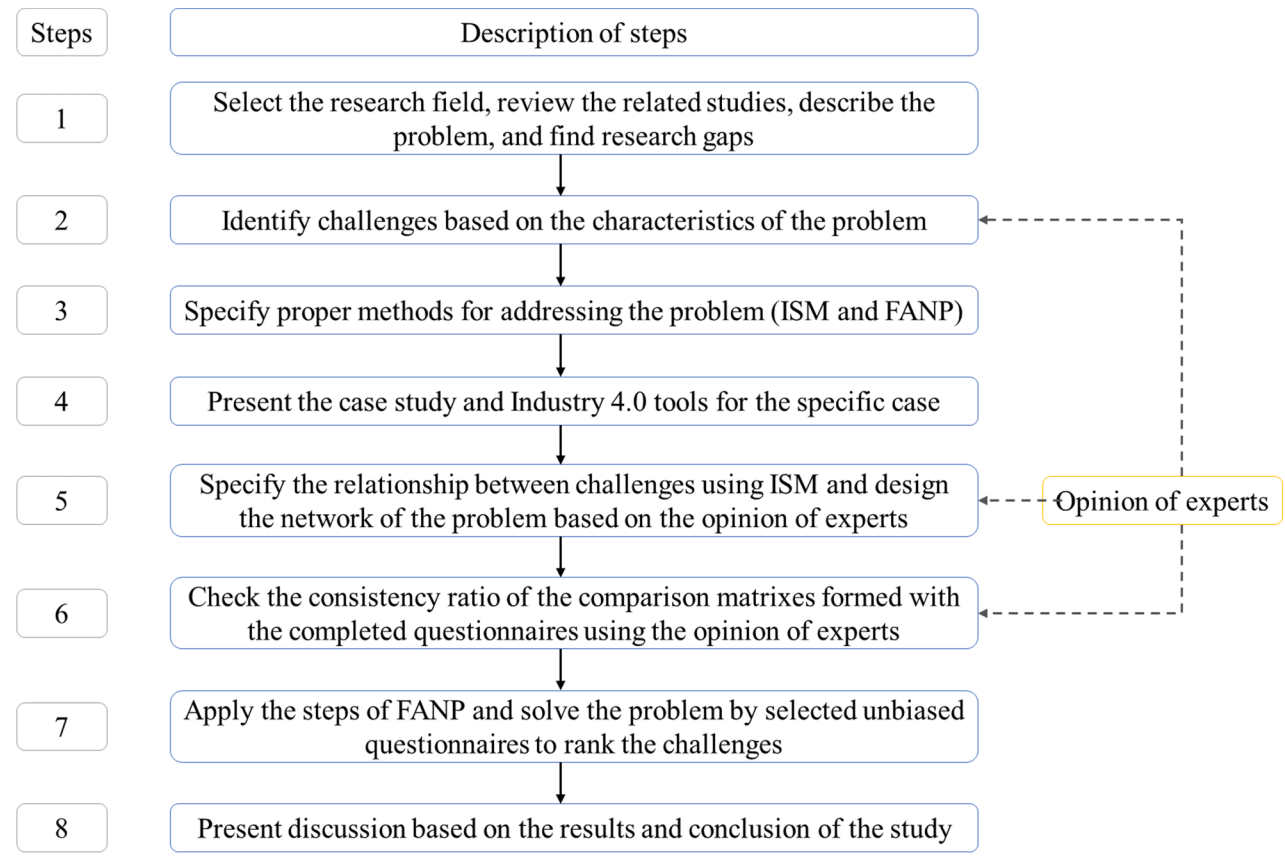 Steps
Description of steps
1
Select the research field, review the related studies, describe the
problem, and find research gaps
2
Identify challenges based on the characteristics of the problem
3
Specify proper methods for addressing the problem (ISM and FANP)
4
Present the case study and Industry 4.0 tools for the specific case
5
Specify the relationship between challenges using ISM and design
the network of the problem based on the opinion of experts
Opinion of experts
6
Check the consistency ratio of the comparison matrixes formed with
the completed questionnaires using the opinion of experts
7
Apply the steps of FANP and solve the problem by selected unbiased
questionnaires to rank the challenges
8
Present discussion based on the results and conclusion of the study